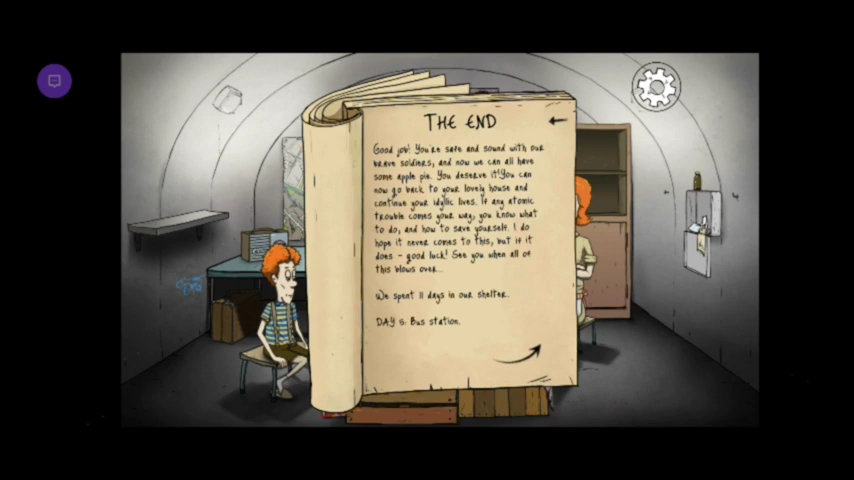 THE END
Good job! You're safe and sound with our
brave soldiers, and now we can all have
some apple pie. You deserve it!You can
now go back to your lovely house and
continue your idyllic lives. If any atomic
trouble comes your way, you know what
to do, and how to save yourself. I do
hope it never comes to this, but if it
does - good luck! See you when all of
this blows over...
We spent 11 days in our shelter.
DAY 5: Bus station.